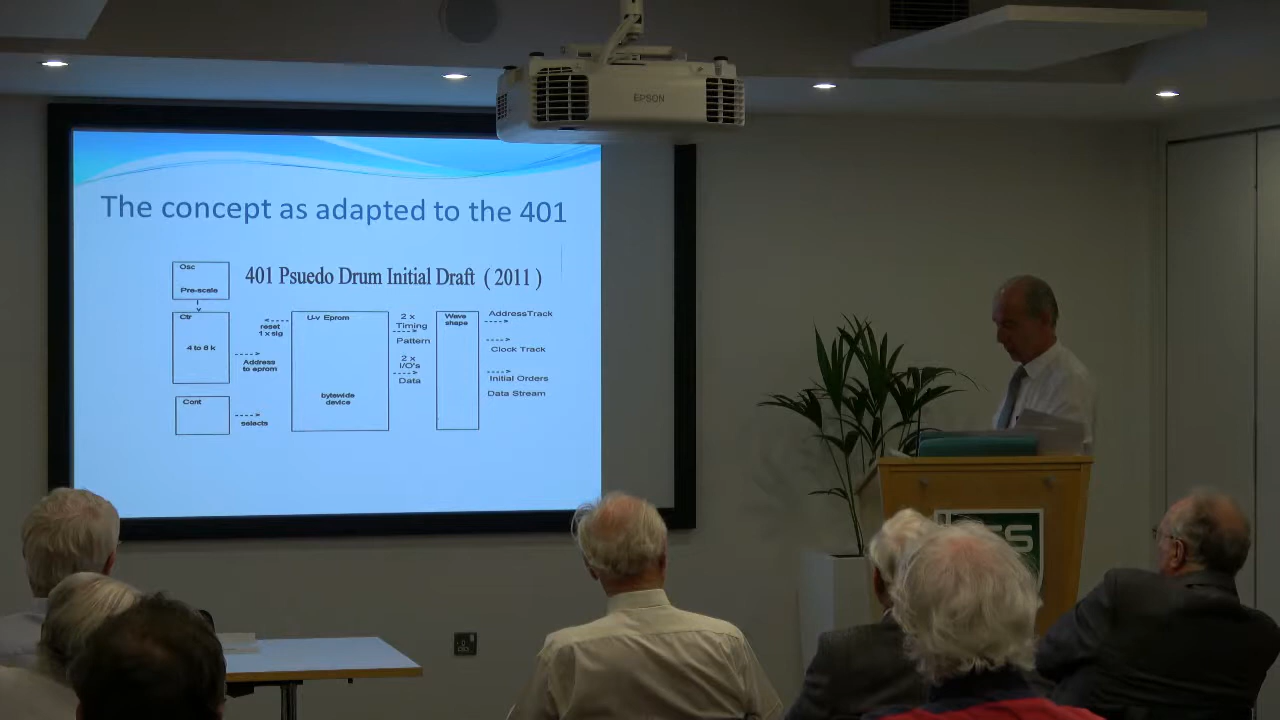 EPSON
The concept as adapted to the 401
401 Psuedo Drum Initial Draft ( 2011 )
Osc
Pre-scale
Ctr
4 to 8 k
reset
1 x sig
Address
to eprom
Cont
selects
U-v Eprom
bytewide
device
2 x
Timing
Pattern
2 x
I/O's
Data
Wave
shape
AddressTrack
Clock Track
Initial Orders
Data Stream